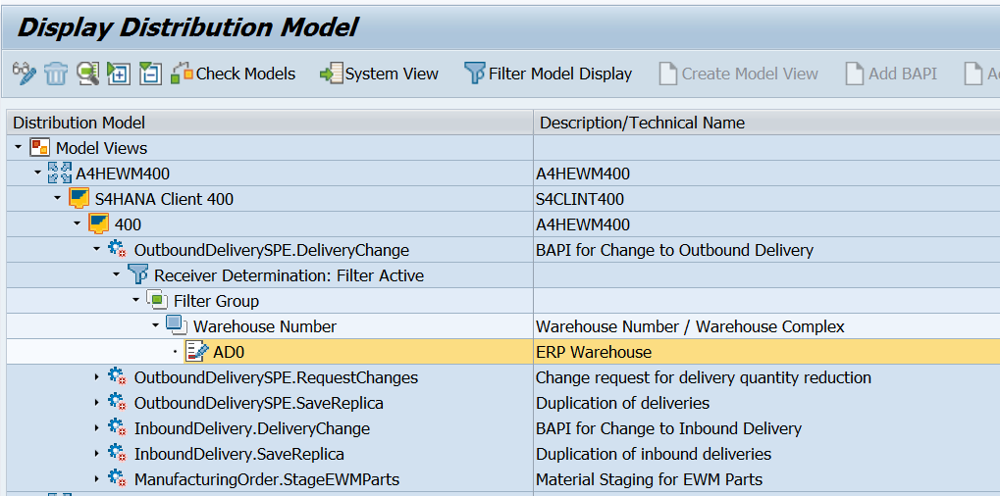 Display Distribution Model
Check Models System View Filter Model Display Create Model View Add BAPI
Distribution Model Description/Technical Name
Model Views
A4HEWM400 A4HEWM400
S4HANA Client 400 S4CLINT400
400 A4HEWM400
OutboundDeliverySPE.DeliveryChange BAPI for Change to Outbound Delivery
Receiver Determination: Filter Active
Filter Group
Warehouse Number Warehouse Number / Warehouse Complex
AD0 ERP Warehouse
OutboundDeliverySPE.RequestChanges Change request for delivery quantity reduction
OutboundDeliverySPE.SaveReplica Duplication of deliveries
InboundDelivery.DeliveryChange BAPI for Change to Inbound Delivery
InboundDelivery.SaveReplica Duplication of inbound deliveries
ManufacturingOrder.StageEWMParts Material Staging for EWM Parts